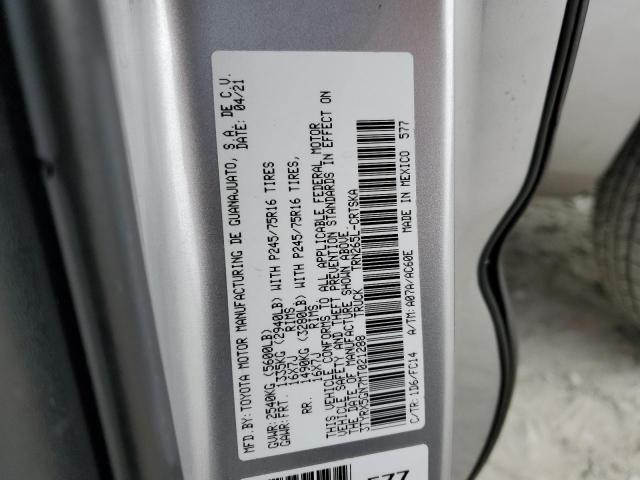 MFD.BY:TOYOTA MOTOR MANUFACTURING DE GUANAJUATO, S.A. DE C.V.
DATE: 04/21
GVWR:2540KG (5600LB)
GAWR:FRT. 1335KG (2940LB) WITH P245/75R16 TIRES
16X7J RIMS,
RR. 1490KG (3280LB) WITH P245/75R16 TIRES,
16X7J RIMS.
THIS VEHICLE CONFORMS TO ALL APPLICABLE FEDERAL MOTOR
VEHICLE SAFETY AND THEFT PREVENTION STANDARDS IN EFFECT ON
THE DATE OF MANUFACTURE SHOWN ABOVE.
TRUCK TRN265L-CRTSKA
C/TR:1D6/FC14 A/TM:A07A/AC60E MADE IN MEXICO 577
577